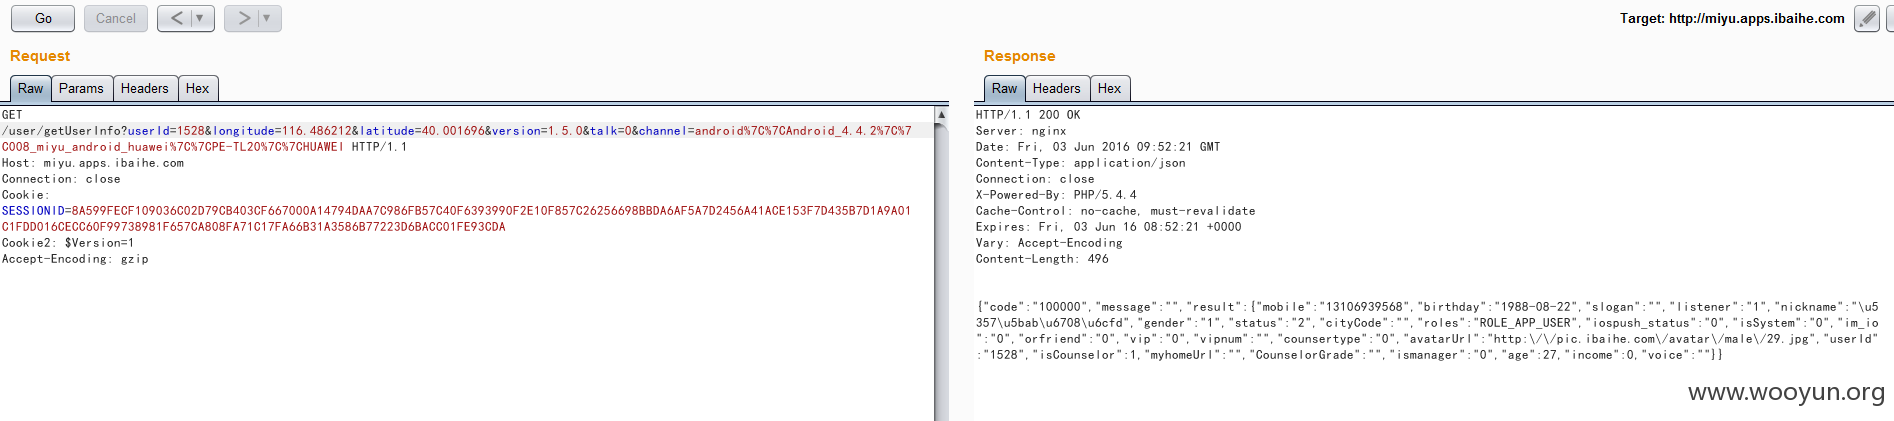 Go
Cancel
<
>
Target: http://miyu.apps.ibaihe.com
Request
Raw
Params
Headers
Hex
GET
/user/getUserInfo?userId=1528&longitude=116.486212&latitude=40.001696&version=1.5.0&talk=0&channel=android%7C%7CAndroid_4.4.2%7C%7
C008_miyu_android_huawei%7C%7CPE-TL20%7C%7CHUAWEI HTTP/1.1
Host: miyu.apps.ibaihe.com
Connection: close
Cookie:
SESSIONID=8A599FECF109036C02D79CB403CF667000A14794DAA7C986FB57C40F6393990F2E10F857C26256698BBDA6AF5A7D2456A41ACE153F7D435B7D1A9A01
C1FDD016CECC60F99738981F657CA808FA71C17FA66B31A3586B77223D6BACC01FE93CDA
Cookie2: $Version=1
Accept-Encoding: gzip
Response
Raw
Headers
Hex
HTTP/1.1 200 OK
Server: nginx
Date: Fri, 03 Jun 2016 09:52:21 GMT
Content-Type: application/json
Connection: close
X-Powered-By: PHP/5.4.4
Cache-Control: no-cache, must-revalidate
Expires: Fri, 03 Jun 16 08:52:21 +0000
Vary: Accept-Encoding
Content-Length: 496
{"code":"100000","message":"","result":{"mobile":"13106939568","birthday":"1988-08-22","slogan":"","listener":"1","nickname":"\u5
357\u5bab\u6708\u6cfd","gender":"1","status":"2","cityCode":"","roles":"ROLE_APP_USER","iospush_status":"0","isSystem":"0","im_io
":"0","orfriend":"0","vip":"0","vipnum":"","counsertype":"0","avatarUrl":"http:\/\/pic.ibaihe.com\/avatar\/male\/29.jpg","userId"
:"1528","isCounselor":1,"myhomeUrl":"","CounselorGrade":"","ismanager":"0","age":27,"income":0,"voice":""}}
www.wooyun.org